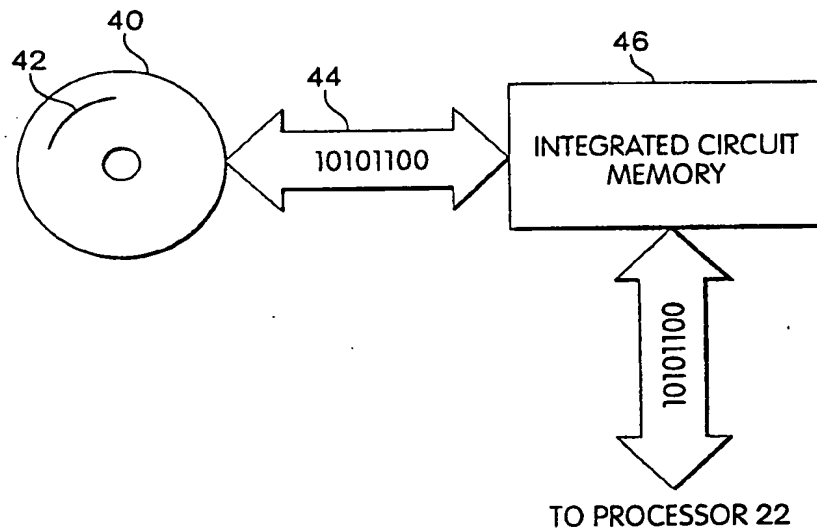 40
42
44
46
10101100
INTEGRATED CIRCUIT
MEMORY
10101100
TO PROCESSOR 22